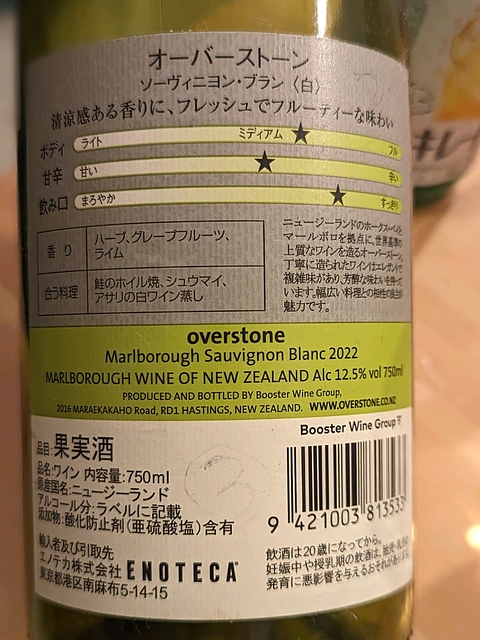 オーバーストーン
ソーヴィニヨン・ブラン〈白〉
清涼感ある香りに、フレッシュでフルーティーな味わい
ボディ ライト ミディアム ★ フル
甘辛 甘い ★ 辛い
飲み口 まろやか ★ すっきり
香り ハーブ、グレープフルーツ、
ライム
合う料理 鮭のホイル焼、シュウマイ、
アサリの白ワイン蒸し
ニュージーランドのホークス・ベイと
マールボロを拠点に、世界基準の
上質なワインを造るオーバーストーン。
丁寧に造られたワインはエレガントで
複雑味があり、芳醇な味わいを持って
います。幅広い料理との相性の良さが
魅力です。
overstone
Marlborough Sauvignon Blanc 2022
MARLBOROUGH WINE OF NEW ZEALAND Alc 12.5% vol 750ml
PRODUCED AND BOTTLED BY Booster Wine Group,
2016 MARAEKAKAHO Road, RD1 HASTINGS, NEW ZEALAND. WWW.OVERSTONE.CO.NZ
Booster Wine Group
品目:果実酒
品名:ワイン 内容量:750ml
原産国名:ニュージーランド
アルコール分:ラベルに記載
添加物:酸化防止剤(亜硫酸塩)含有
9 421003 813533
輸入者及び引取先
エノテカ株式会社 ENOTECA
東京都港区南麻布5-14-15
飲酒は20歳になってから。
妊娠中や授乳期の飲酒は、胎児・乳児の
発育に悪影響を与えるおそれがあります。
キレー